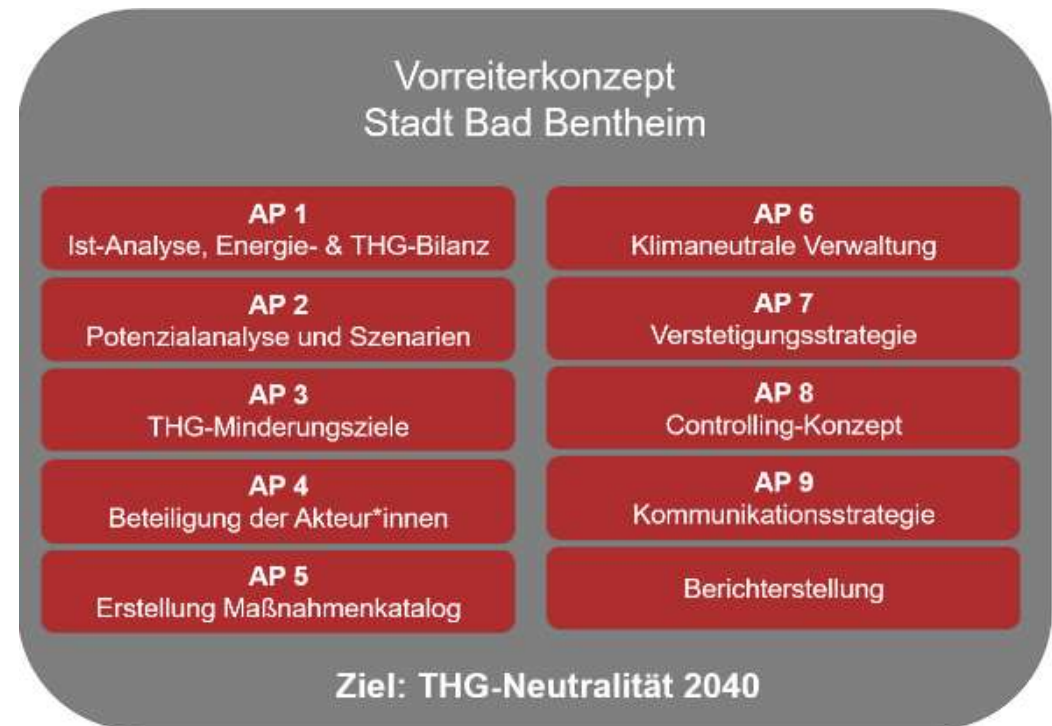 Vorreiterkonzept
Stadt Bad Bentheim
AP 1
Ist-Analyse, Energie- & THG-Bilanz
AP 2
Potenzialanalyse und Szenarien
AP 3
THG-Minderungsziele
AP 4
Beteiligung der Akteur*innen
AP 5
Erstellung Maßnahmenkatalog
AP 6
Klimaneutrale Verwaltung
AP 7
Verstetigungsstrategie
AP 8
Controlling-Konzept
AP 9
Kommunikationsstrategie
Berichterstellung
Ziel: THG-Neutralität 2040